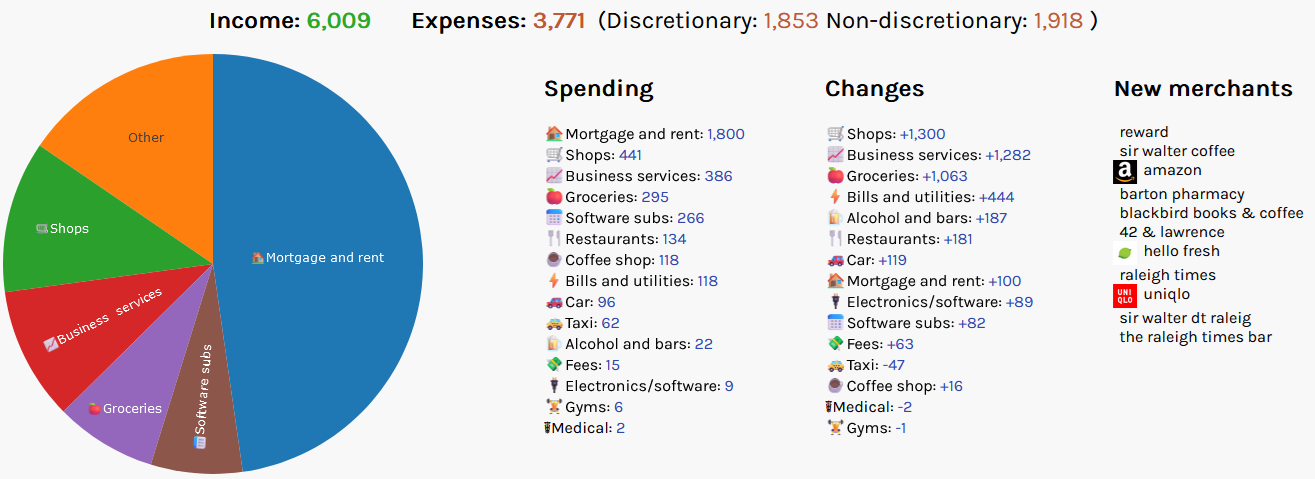 Income: 6,009 Expenses: 3,771 (Discretionary: 1,853 Non-discretionary: 1,918 )
Other
Shops
Mortgage and rent
Business services
Groceries
Software subs
Spending
Mortgage and rent: 1,800
Shops: 441
Business services: 386
Groceries: 295
Software subs: 266
Restaurants: 134
Coffee shop: 118
Bills and utilities: 118
Car: 96
Taxi: 62
Alcohol and bars: 22
Fees: 15
Electronics/software: 9
Gyms: 6
Medical: 2
Changes
Shops: +1,300
Business services: +1,282
Groceries: +1,063
Bills and utilities: +444
Alcohol and bars: +187
Restaurants: +181
Car: +119
Mortgage and rent: +100
Electronics/software: +89
Software subs: +82
Fees: +63
Taxi: -47
Coffee shop: +16
Medical: -2
Gyms: -1
New merchants
reward
sir walter coffee
a amazon
barton pharmacy
blackbird books & coffee
42 & lawrence
hello fresh
raleigh times
UNI
QLO
uniqlo
sir walter dt raleig
the raleigh times bar